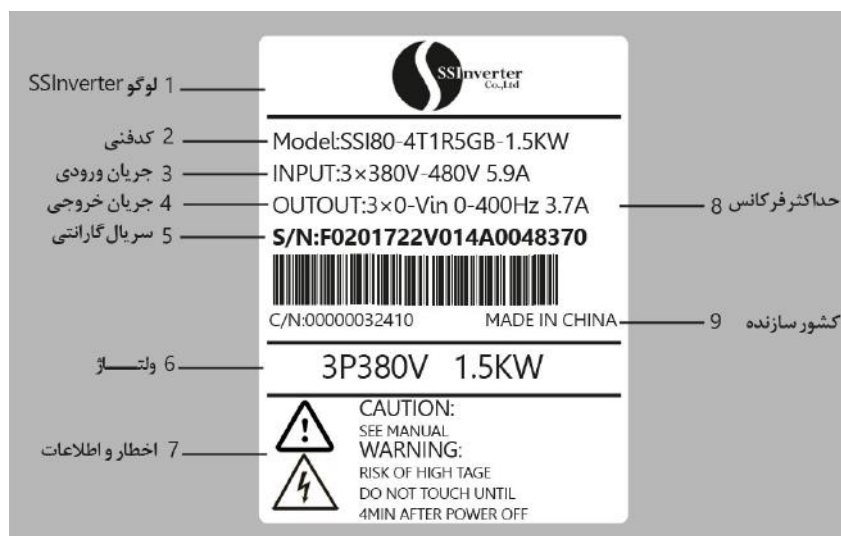 SSInverter
Co.,Ltd
1 لوگو SSInverter
2 کدفنی
Model:SSI80-4T1R5GB-1.5KW
3 جریان ورودی
INPUT:3×380V-480V 5.9A
4 جریان خروجی
OUTOUT:3×0-Vin 0-400Hz 3.7A
8 حداکثر فرکانس
5 سریال گارانتی
S/N:F0201722V014A0048370
C/N:00000032410 MADE IN CHINA
9 کشور سازنده
6 ولتــــاژ
3P380V 1.5KW
7 اخطار و اطلاعات
CAUTION:
SEE MANUAL
WARNING:
RISK OF HIGH TAGE
DO NOT TOUCH UNTIL
4MIN AFTER POWER OFF